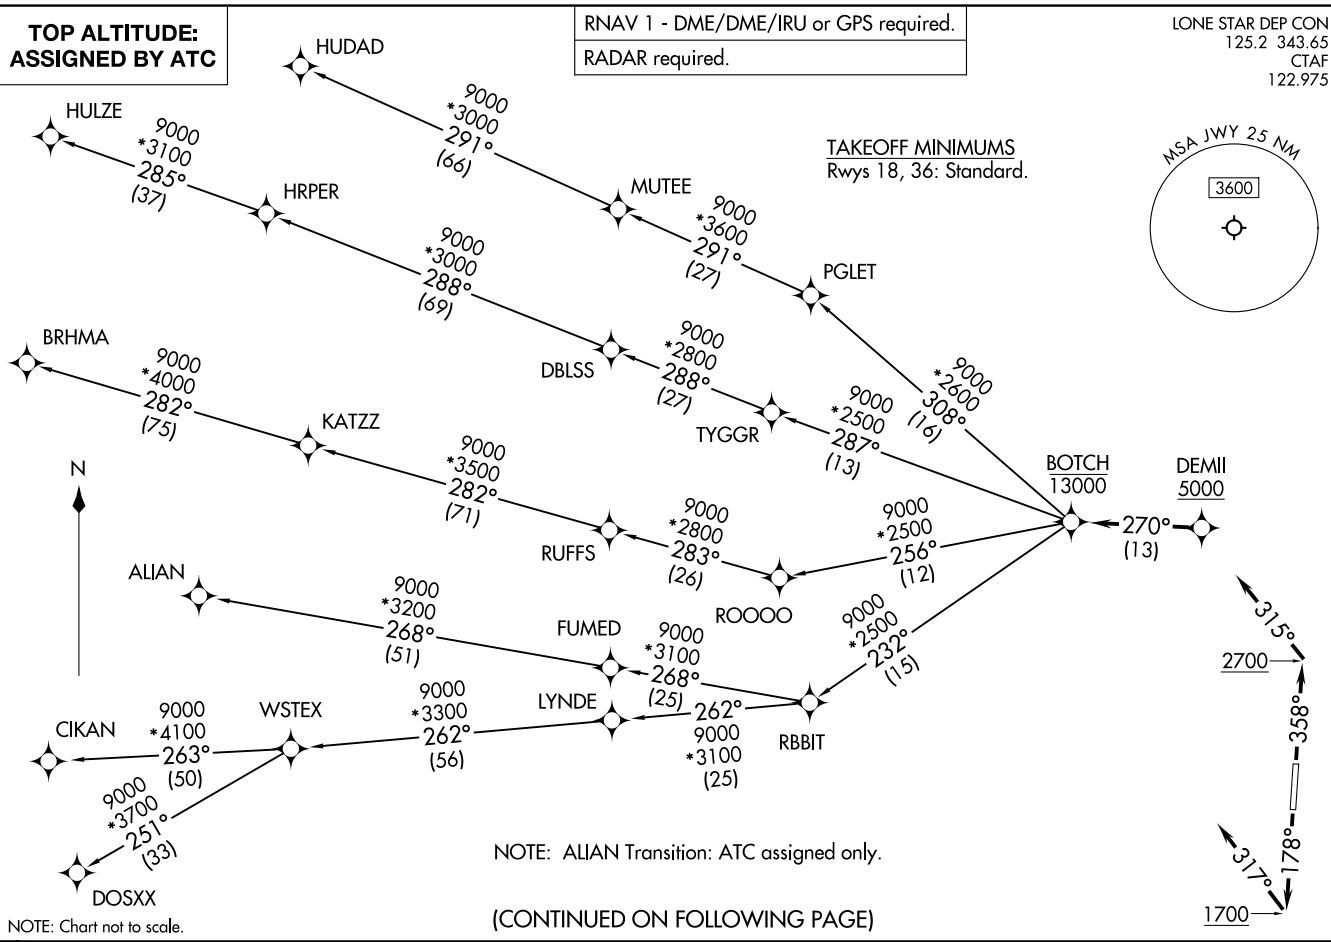 TOP ALTITUDE:
ASSIGNED BY ATC
RNAV 1 - DME/DME/IRU or GPS required.
RADAR required.
LONE STAR DEP CON
125.2 343.65
CTAF
122.975
HUDAD
9000
*3000
291°
(66)
HULZE
9000
*3100
285°
(37)
HRPER
TAKEOFF MINIMUMS
Rwys 18, 36: Standard.
MSA JWY 25 NM
3600
MUTEE
9000
*3600
291°
(27)
PGLET
9000
*3000
288°
(69)
DBLSS
9000
*2800
288°
(27)
TYGGR
9000
*2600
308°
(16)
9000
*2500
287°
(13)
BRHMA
9000
*4000
282°
(75)
KATZZ
9000
*3500
282°
(71)
RUFFS
9000
*2800
283°
(26)
ROOOO
9000
*2500
256°
(12)
BOTCH
13000
DEMII
5000
270°
(13)
N
ALIAN
9000
*3200
268°
(51)
FUMED
9000
*3100
268°
(25)
9000
*2500
232°
(15)
RBBIT
315°
2700
358°
CIKAN
9000
*4100
263°
(50)
WSTEX
9000
*3300
262°
(56)
LYNDE
262°
9000
*3100
(25)
9000
*3700
251°
(33)
DOSXX
317°
178°
1700
NOTE: ALIAN Transition: ATC assigned only.
NOTE: Chart not to scale.
(CONTINUED ON FOLLOWING PAGE)